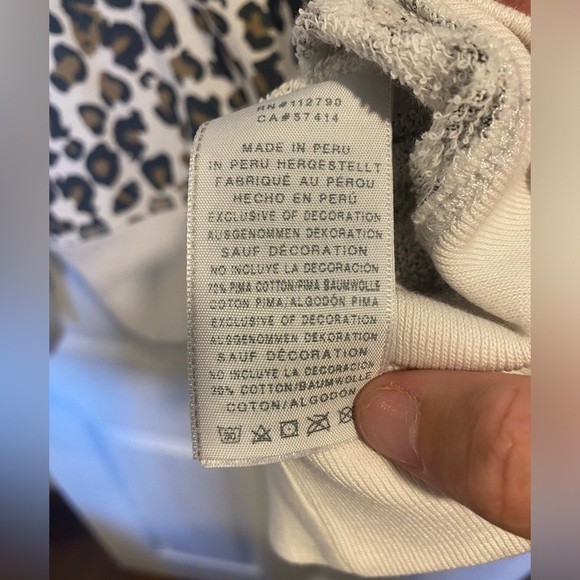 RN#112790
CA#57414
MADE IN PERU
IN PERU HERGESTELLT
FABRIQUÉ AU PÉROU
HECHO EN PERÚ
EXCLUSIVE OF DECORATION
AUSGENOMMEN DEKORATION
SAUF DÉCORATION
NO INCLUYE LA DECORACIÓN
70% PIMA COTTON/PIMA BAUMWOLLE
COTON PIMA/ALGODÓN PIMA
EXCLUSIVE OF DECORATION
AUSGENOMMEN DEKORATION
SAUF DÉCORATION
NO INCLUYE LA DECORACIÓN
30% COTTON/BAUMWOLLE
COTON/ALGODÓN